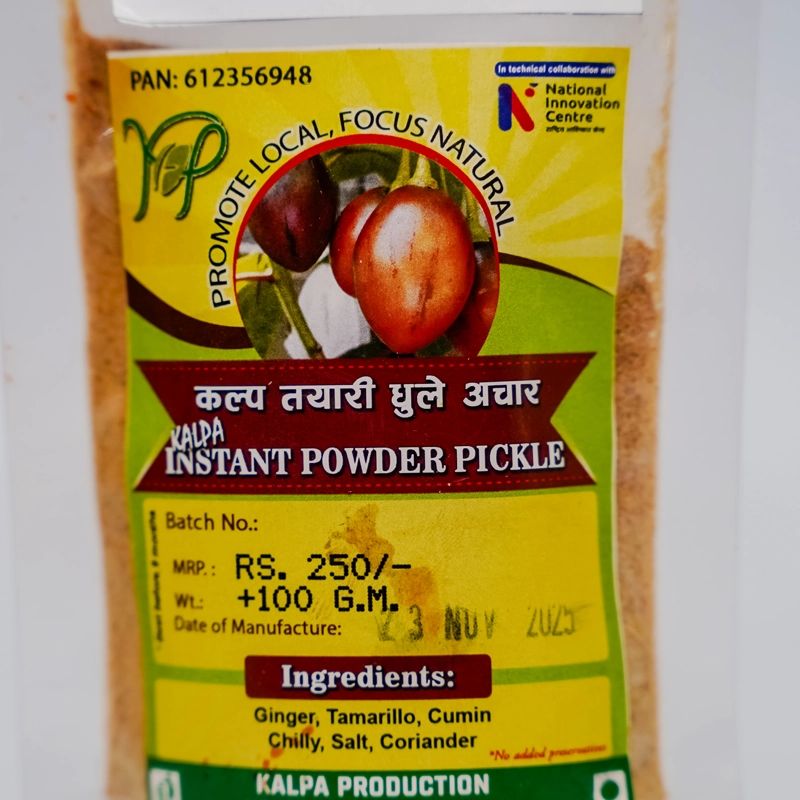 PAN: 612356948
In technical collaboration with
National
Innovation
Centre
राष्ट्रिय आविष्कार केन्द्र
PROMOTE LOCAL, FOCUS NATURAL
कल्प तयारी धुले अचार
KALPA
INSTANT POWDER PICKLE
Batch No.:
MRP.: RS. 250/-
Wt.: +100 G.M.
Date of Manufacture: 23 NOV 2025
Ingredients:
Ginger, Tamarillo, Cumin
Chilly, Salt, Coriander
*No added preservatives
KALPA PRODUCTION